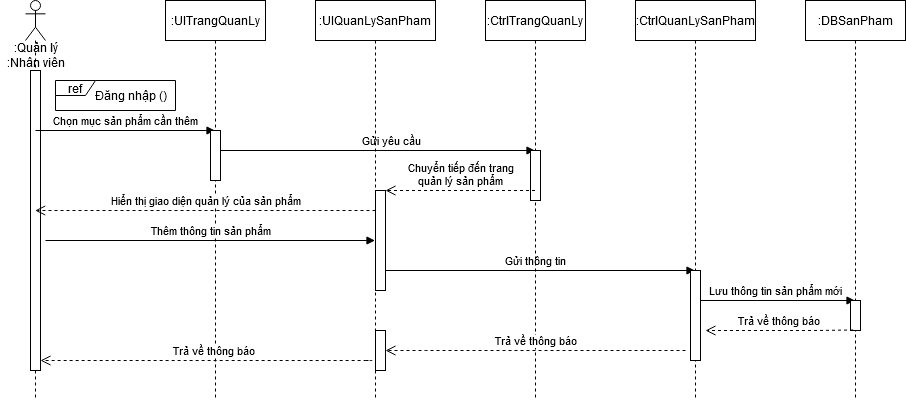 :UITrangQuanLy
:UIQuanLySanPham
:CtrlTrangQuanLy
:CtrlQuanLySanPham
:DBSanPham
:Quản lý
:Nhân viên
ref
Đăng nhập ()
Chọn mục sản phẩm cần thêm
Gửi yêu cầu
Chuyển tiếp đến trang
quản lý sản phẩm
Hiển thị giao diện quản lý của sản phẩm
Thêm thông tin sản phẩm
Gửi thông tin
Lưu thông tin sản phẩm mới
Trả về thông báo
Trả về thông báo
Trả về thông báo